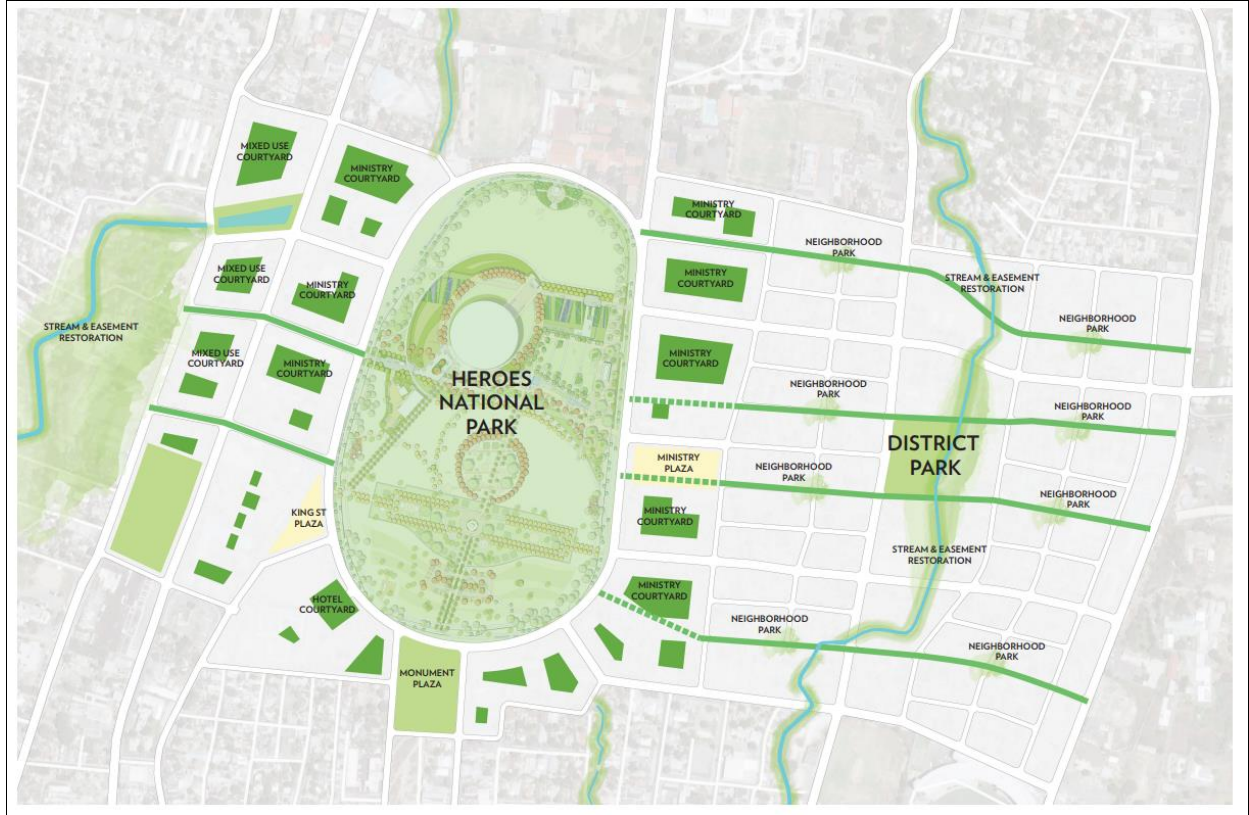 MIXED USE
COURTYARD
MINISTRY
COURTYARD
MINISTRY
COURTYARD
NEIGHBORHOOD
PARK
MIXED USE
COURTYARD
MINISTRY
COURTYARD
MINISTRY
COURTYARD
STREAM & EASEMENT
RESTORATION
STREAM & EASEMENT
RESTORATION
NEIGHBORHOOD
PARK
MIXED USE
COURTYARD
MINISTRY
COURTYARD
MINISTRY
COURTYARD
HEROES
NATIONAL
PARK
NEIGHBORHOOD
PARK
NEIGHBORHOOD
PARK
DISTRICT
PARK
MINISTRY
PLAZA
NEIGHBORHOOD
PARK
NEIGHBORHOOD
PARK
KING ST
PLAZA
MINISTRY
COURTYARD
STREAM & EASEMENT
RESTORATION
HOTEL
COURTYARD
MINISTRY
COURTYARD
NEIGHBORHOOD
PARK
NEIGHBORHOOD
PARK
MONUMENT
PLAZA